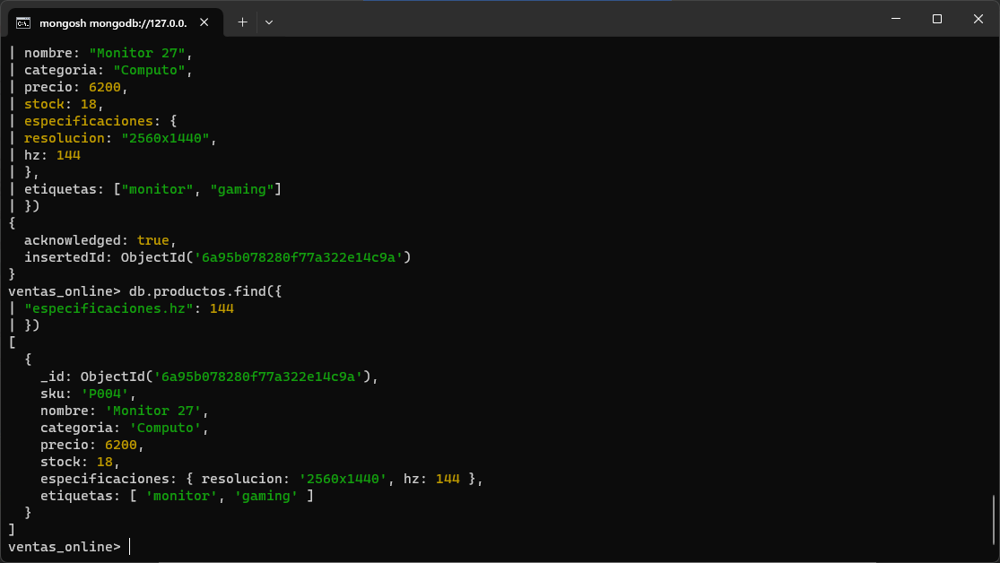 mongosh mongodb://127.0.0.
| nombre: "Monitor 27",
| categoria: "Computo",
| precio: 6200,
| stock: 18,
| especificaciones: {
| resolucion: "2560x1440",
| hz: 144
| },
| etiquetas: ["monitor", "gaming"]
| })
{
  acknowledged: true,
  insertedId: ObjectId('6a95b078280f77a322e14c9a')
}
ventas_online> db.productos.find({
| "especificaciones.hz": 144
| })
[
  {
    _id: ObjectId('6a95b078280f77a322e14c9a'),
    sku: 'P004',
    nombre: 'Monitor 27',
    categoria: 'Computo',
    precio: 6200,
    stock: 18,
    especificaciones: { resolucion: '2560x1440', hz: 144 },
    etiquetas: [ 'monitor', 'gaming' ]
  }
]
ventas_online>